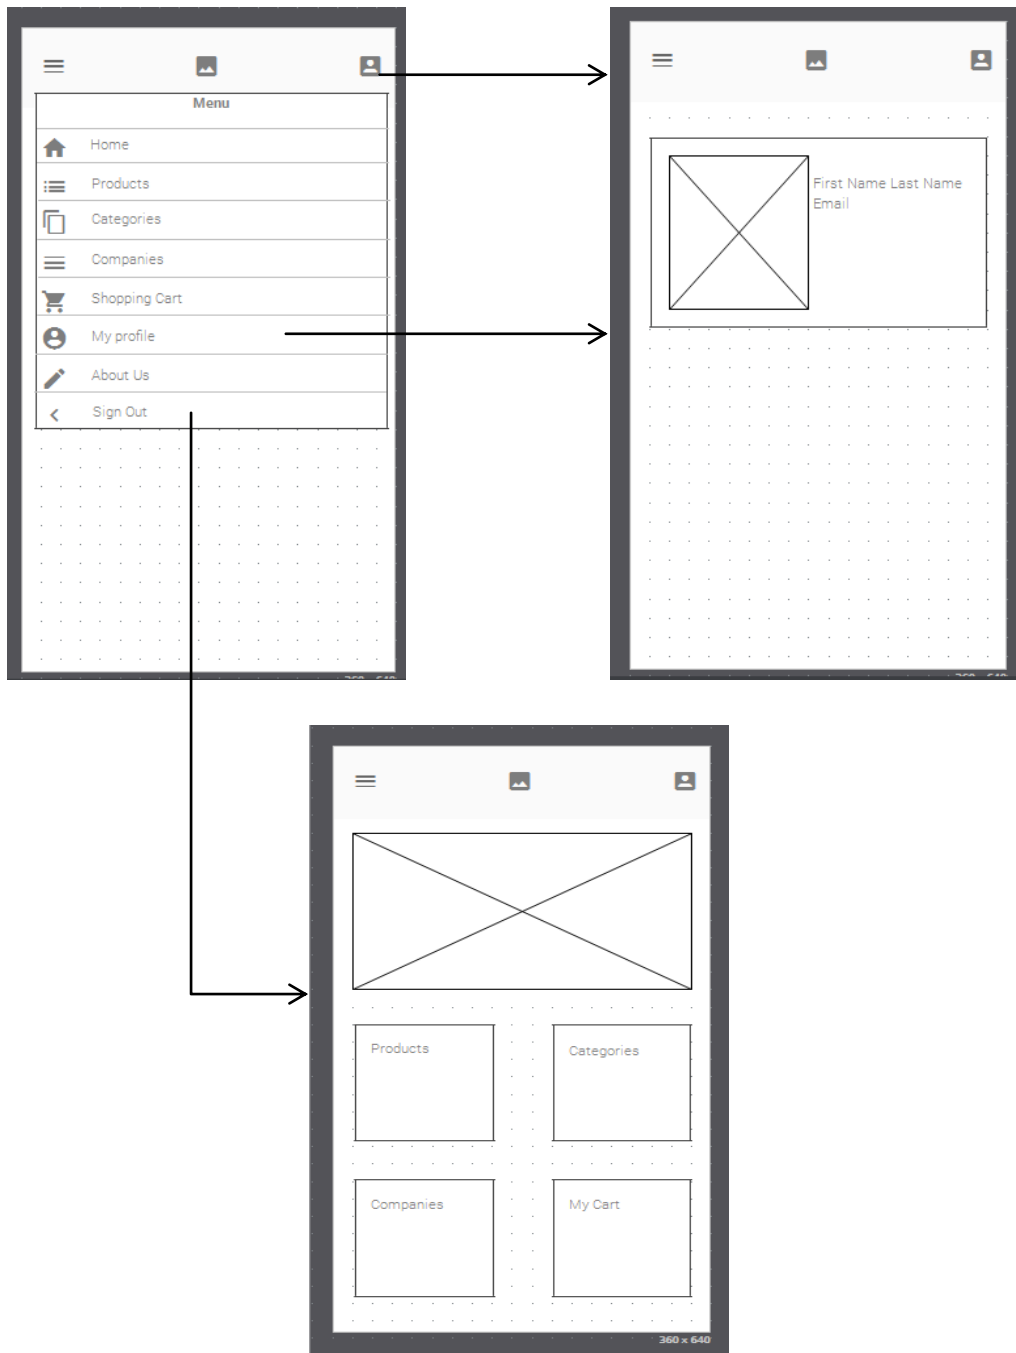 Menu
Home
Products
Categories
Companies
Shopping Cart
My profile
About Us
Sign Out
First Name Last Name
Email
Products
Categories
Companies
My Cart
360 x 640